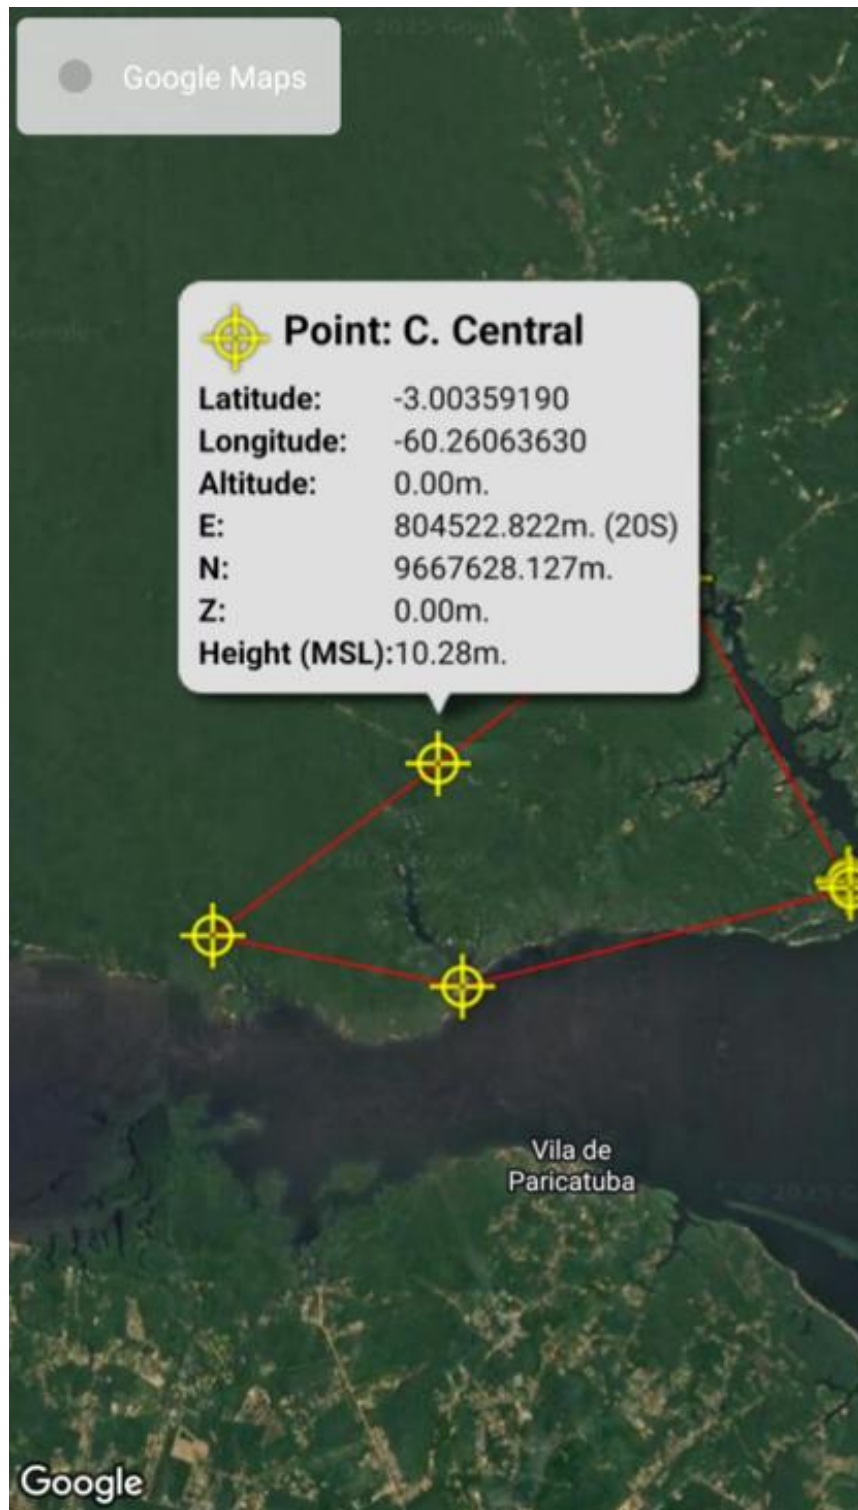 Google Maps
Point: C. Central
Latitude: -3.00359190
Longitude: -60.26063630
Altitude: 0.00m.
E: 804522.822m. (20S)
N: 9667628.127m.
Z: 0.00m.
Height (MSL):10.28m.
Vila de
Paricatuba
Google